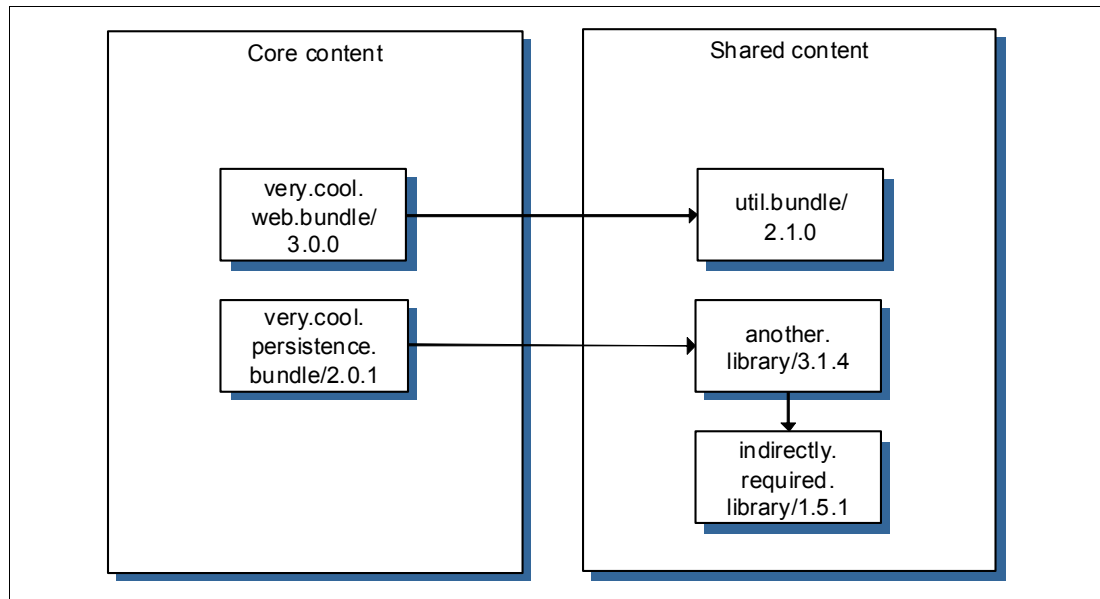 Core content
very.cool.
web.bundle/
3.0.0
very.cool.
persistence.
bundle/2.0.1
Shared content
util.bundle/
2.1.0
another.
library/3.1.4
indirectly.
required.
library/1.5.1